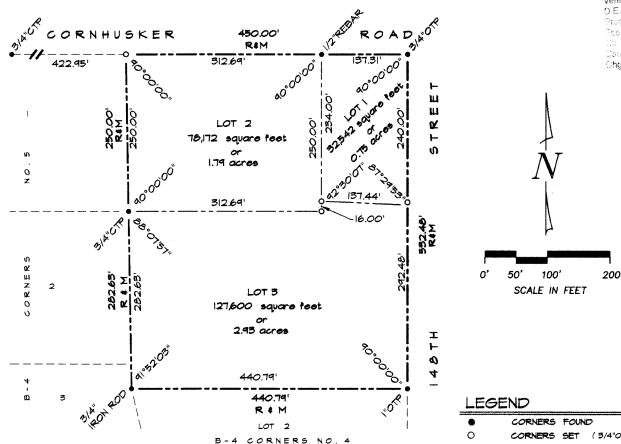 CORNHUSKER ROAD
3/4"OTP
450.00'
R&M
1/2"REBAR
3/4"OTP
422.95'
312.69'
137.31'
90°00'00"
90°00'00"
90°00'00"
250.00'
R&M
250.00'
LOT 2
78,172 square feet
or
1.79 acres
250.00'
234.00'
LOT 1
32,542 square feet
or
0.75 acres
240.00'
STREET
N
NO. 5
1
90°00'00"
312.69'
92°30'07"
87°29'53"
137.44'
16.00'
3/4"OTP
88°07'57"
532.48'
R&M
0' 50' 100' 200'
SCALE IN FEET
CORNERS
2
282.65'
R & M
282.65'
LOT 3
127,600 square feet
or
2.93 acres
292.48'
148TH
91°52'03"
90°00'00"
440.79'
B-4
3
3/4"
IRON ROD
440.79'
R & M
1"OTP
LOT 2
B-4 CORNERS NO. 4
LEGEND
● CORNERS FOUND
○ CORNERS SET